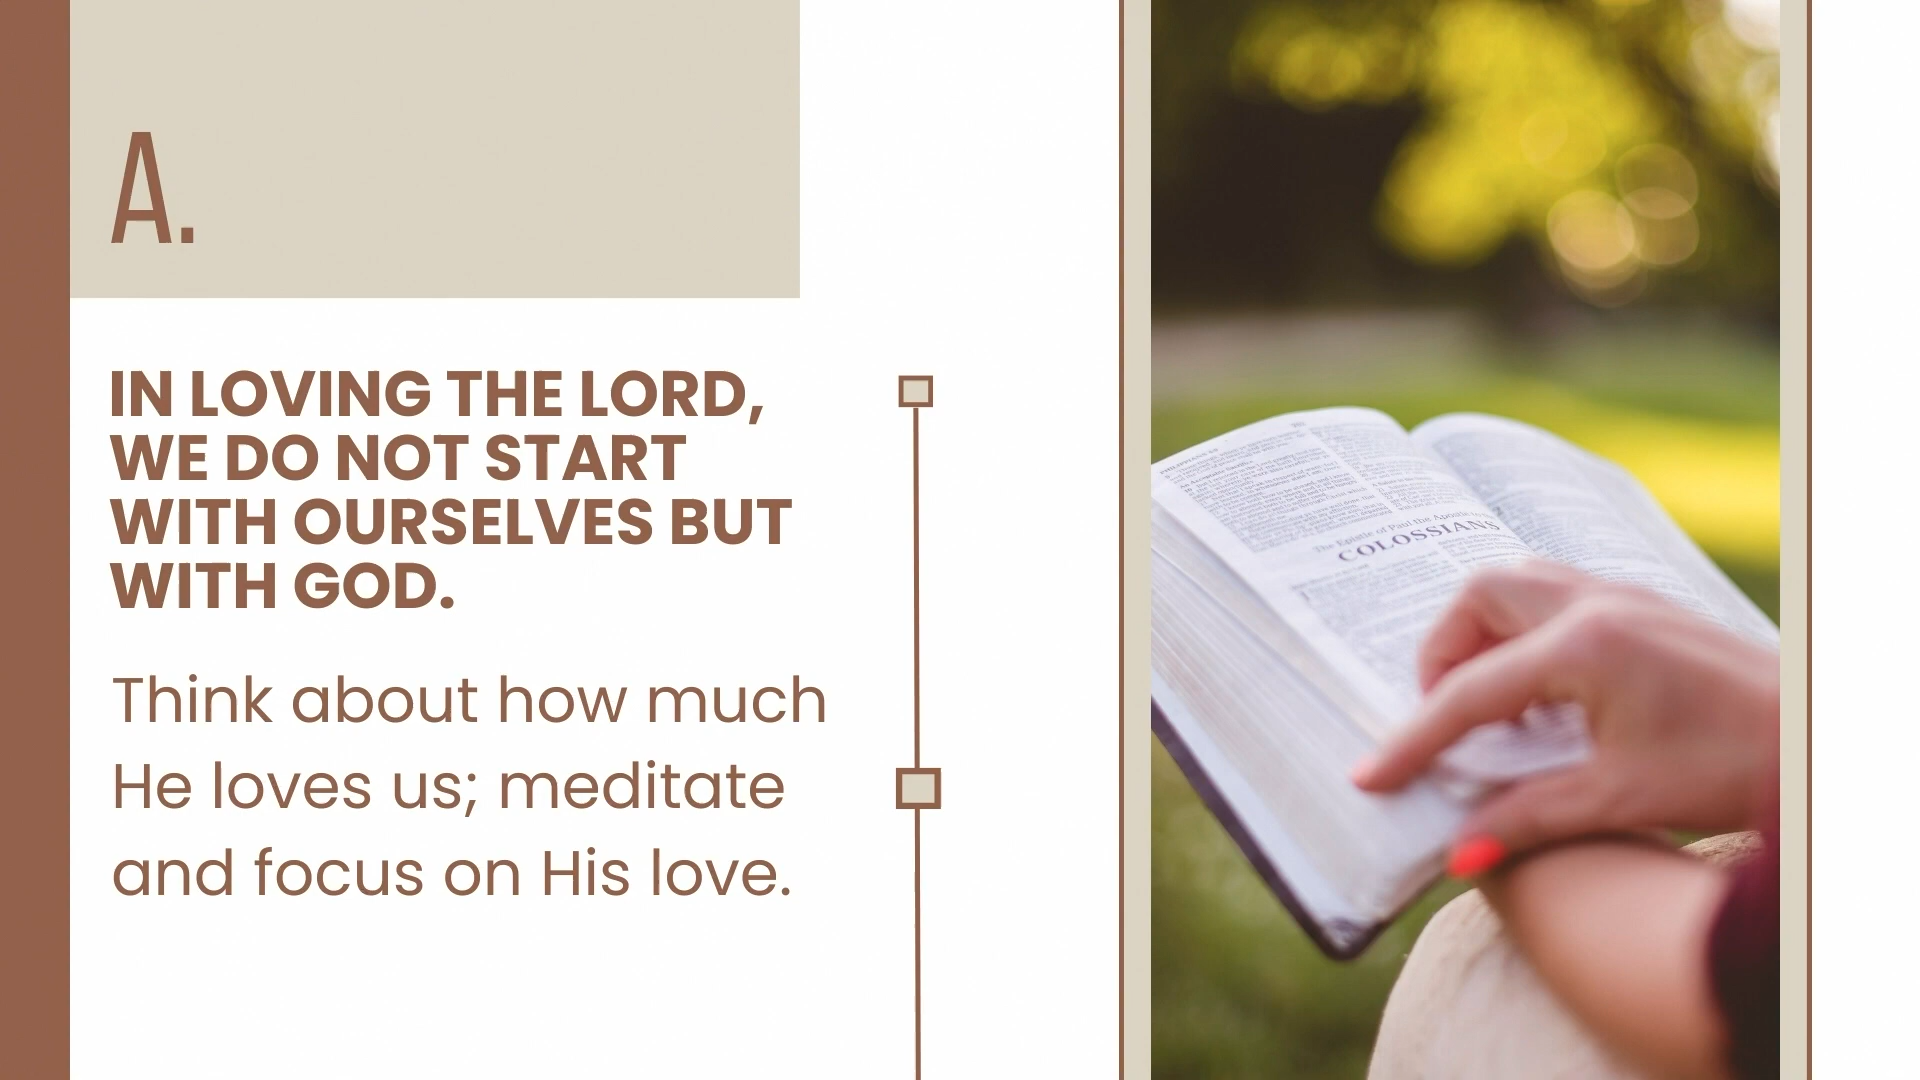 A.
IN LOVING THE LORD,
WE DO NOT START
WITH OURSELVES BUT
WITH GOD.
Think about how much
He loves us; meditate
and focus on His love.
The Epistle of Paul the Apostle to
COLOSSIANS